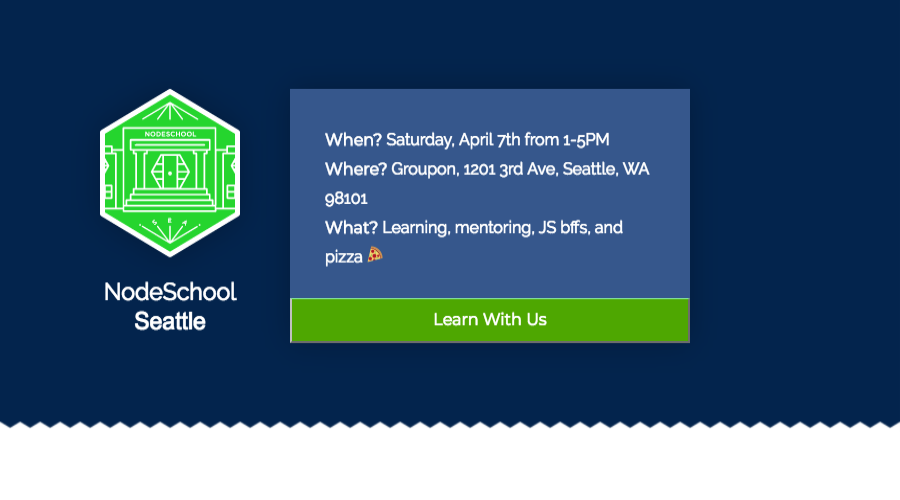 NODESCHOOL
S E A
NodeSchool
Seattle
When? Saturday, April 7th from 1-5PM
Where? Groupon, 1201 3rd Ave, Seattle, WA
98101
What? Learning, mentoring, JS bffs, and
pizza 🍕
Learn With Us